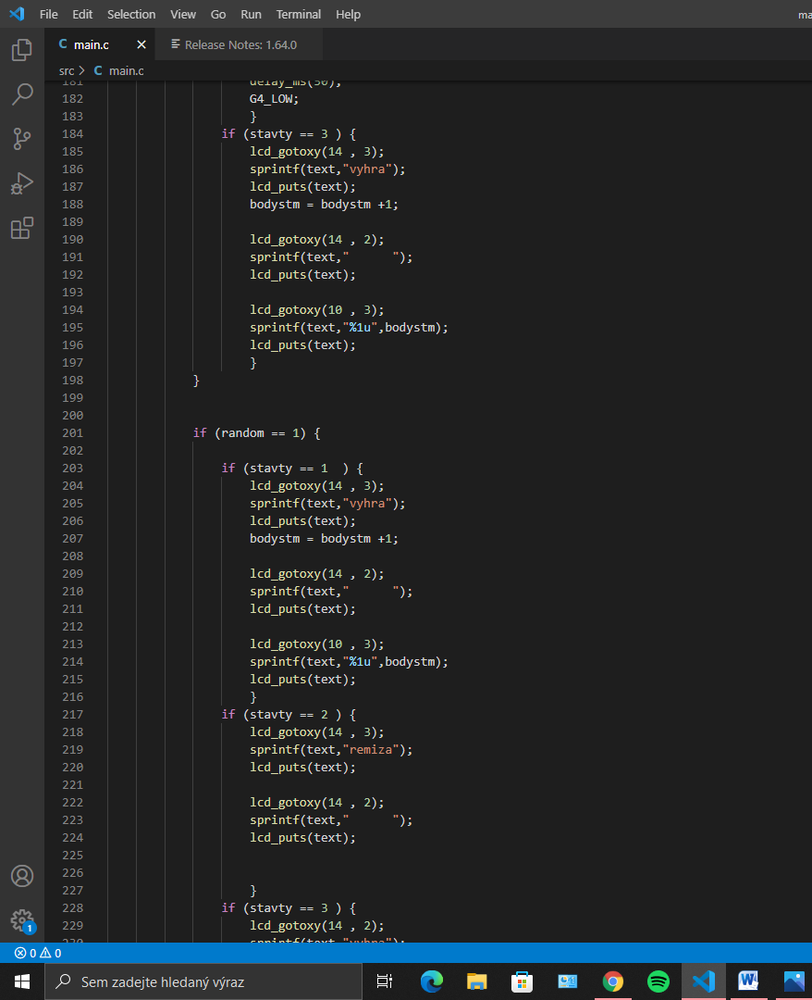 File Edit Selection View Go Run Terminal Help ma
C main.c × Release Notes: 1.64.0
src > C main.c
181 delay_ms(50);
182 G4_LOW;
183 }
184 if (stavty == 3 ) {
185 lcd_gotoxy(14 , 3);
186 sprintf(text,"vyhra");
187 lcd_puts(text);
188 bodystm = bodystm +1;
189
190 lcd_gotoxy(14 , 2);
191 sprintf(text,"      ");
192 lcd_puts(text);
193
194 lcd_gotoxy(10 , 3);
195 sprintf(text,"%1u",bodystm);
196 lcd_puts(text);
197 }
198 }
199
200
201 if (random == 1) {
202
203 if (stavty == 1  ) {
204 lcd_gotoxy(14 , 3);
205 sprintf(text,"vyhra");
206 lcd_puts(text);
207 bodystm = bodystm +1;
208
209 lcd_gotoxy(14 , 2);
210 sprintf(text,"      ");
211 lcd_puts(text);
212
213 lcd_gotoxy(10 , 3);
214 sprintf(text,"%1u",bodystm);
215 lcd_puts(text);
216 }
217 if (stavty == 2 ) {
218 lcd_gotoxy(14 , 3);
219 sprintf(text,"remiza");
220 lcd_puts(text);
221
222 lcd_gotoxy(14 , 2);
223 sprintf(text,"      ");
224 lcd_puts(text);
225
226
227 }
228 if (stavty == 3 ) {
229 lcd_gotoxy(14 , 2);
230 sprintf(text,"vyhra");
1
0 0
Sem zadejte hledaný výraz
W